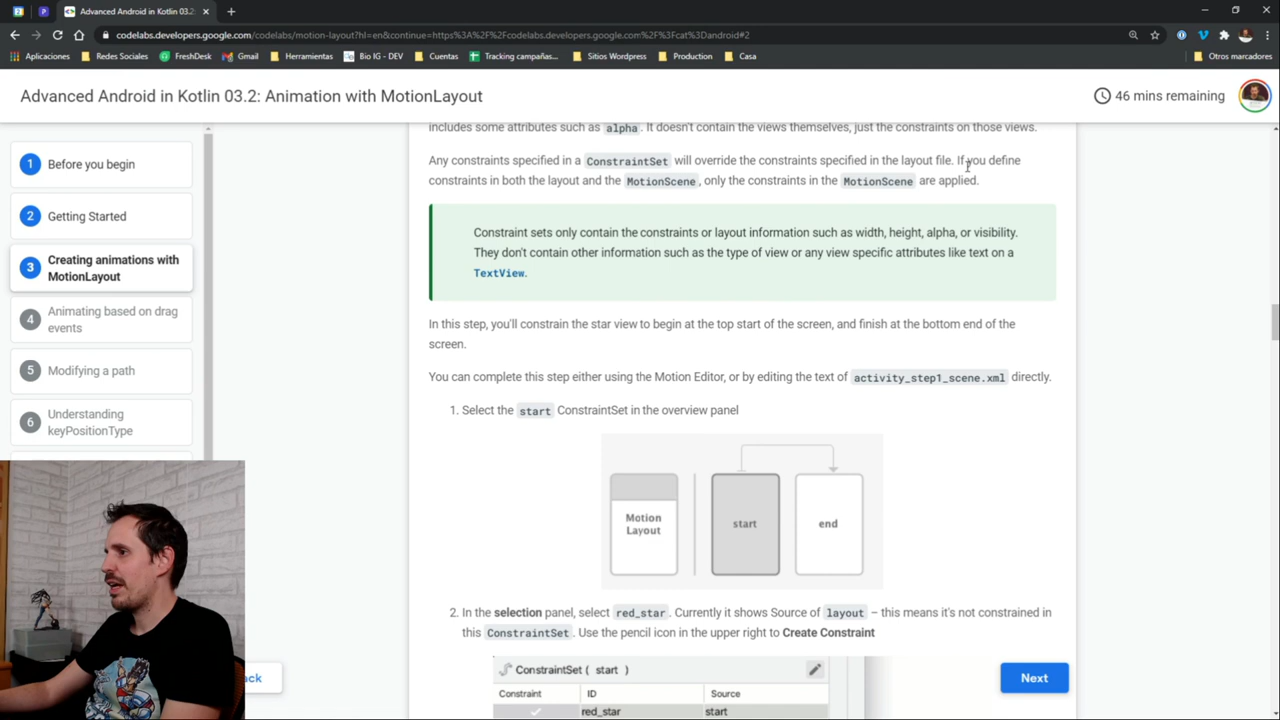 Advanced Android in Kotlin 03.2:
codelabs.developers.google.com/codelabs/motion-layout?hl=en&continue=https%3A%2F%2Fcodelabs.developers.google.com%2F%3Fcat%3Dandroid#2
Aplicaciones Redes Sociales FreshDesk Gmail Herramientas Bio IG - DEV Cuentas Tracking campañas... Sitios Wordpress Production Casa Otros marcadores
Advanced Android in Kotlin 03.2: Animation with MotionLayout
46 mins remaining
1 Before you begin
2 Getting Started
3 Creating animations with
MotionLayout
4 Animating based on drag
events
5 Modifying a path
6 Understanding
keyPositionType
includes some attributes such as alpha. It doesn't contain the views themselves, just the constraints on those views.
Any constraints specified in a ConstraintSet will override the constraints specified in the layout file. If you define
constraints in both the layout and the MotionScene, only the constraints in the MotionScene are applied.
Constraint sets only contain the constraints or layout information such as width, height, alpha, or visibility.
They don't contain other information such as the type of view or any view specific attributes like text on a
TextView.
In this step, you'll constrain the star view to begin at the top start of the screen, and finish at the bottom end of the
screen.
You can complete this step either using the Motion Editor, or by editing the text of activity_step1_scene.xml directly.
1. Select the start ConstraintSet in the overview panel
Motion
Layout
start
end
2. In the selection panel, select red_star. Currently it shows Source of layout – this means it's not constrained in
this ConstraintSet. Use the pencil icon in the upper right to Create Constraint
ConstraintSet ( start )
Constraint ID Source
red_star start
ck
Next